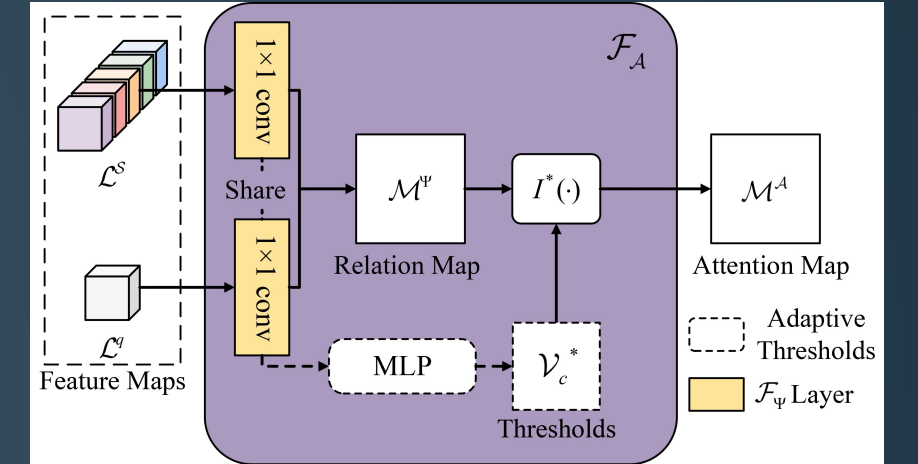 ℱ_𝒜
1×1 conv
ℒ^𝒮
Share
ℳ^Ψ
I^*(·)
ℳ^𝒜
1×1 conv
Relation Map
Attention Map
ℒ^q
Feature Maps
MLP
𝒱_c^*
Thresholds
Adaptive
Thresholds
ℱ_Ψ Layer